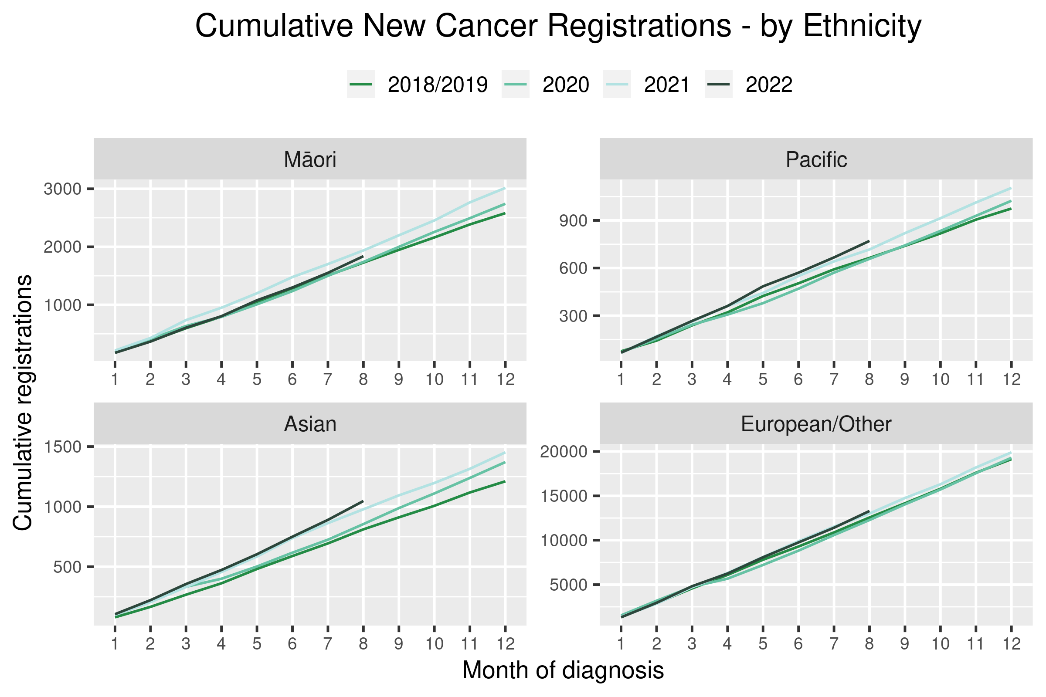 Cumulative New Cancer Registrations - by Ethnicity
2018/2019 2020 2021 2022
Māori
3000
2000
1000
1 2 3 4 5 6 7 8 9 10 11 12
Pacific
900
600
300
1 2 3 4 5 6 7 8 9 10 11 12
Asian
1500
1000
500
1 2 3 4 5 6 7 8 9 10 11 12
European/Other
20000
15000
10000
5000
1 2 3 4 5 6 7 8 9 10 11 12
Cumulative registrations
Month of diagnosis